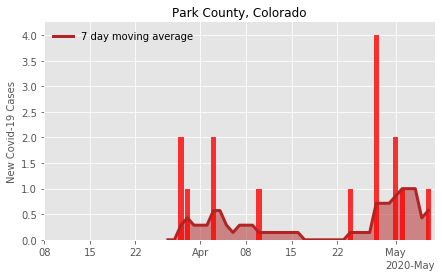 Park County, Colorado
7 day moving average
New Covid-19 Cases
4.0
3.5
3.0
2.5
2.0
1.5
1.0
0.5
0.0
08 15 22 Apr 08 15 22 May
2020-May